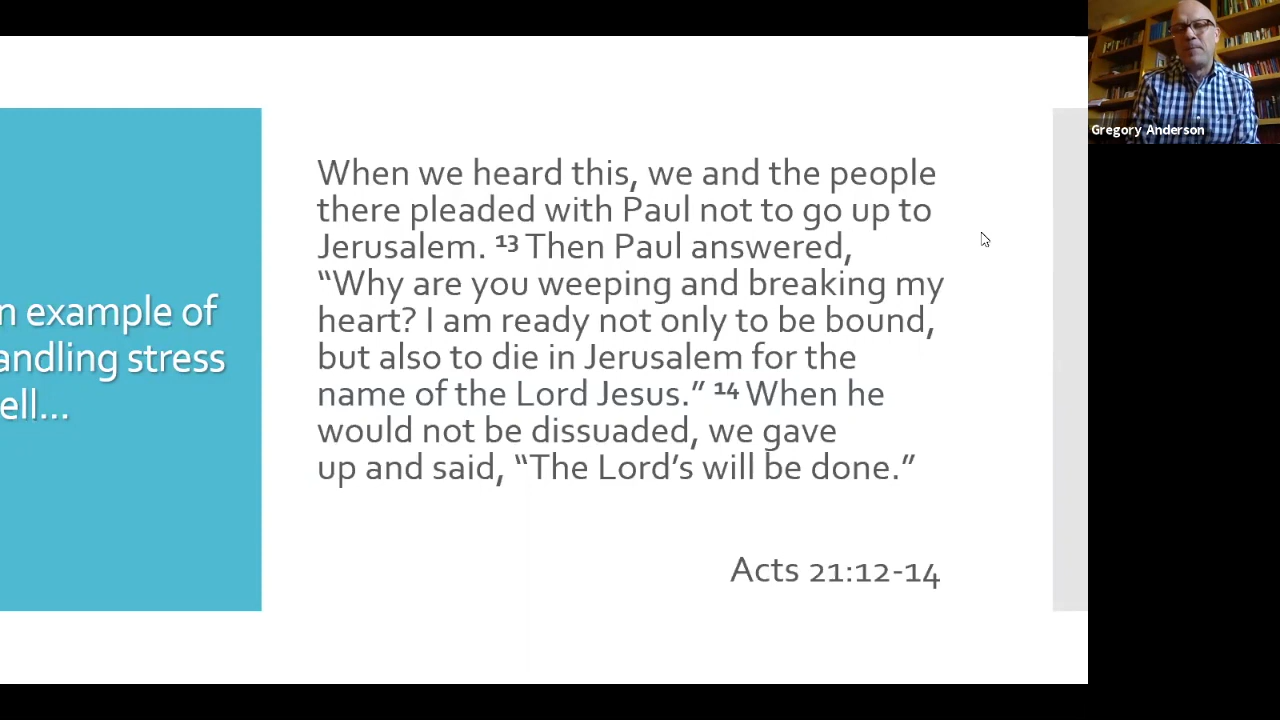 n example of
andling stress
ell...
When we heard this, we and the people
there pleaded with Paul not to go up to
Jerusalem. 13 Then Paul answered,
“Why are you weeping and breaking my
heart? I am ready not only to be bound,
but also to die in Jerusalem for the
name of the Lord Jesus.” 14 When he
would not be dissuaded, we gave
up and said, “The Lord’s will be done.”
Acts 21:12-14
Gregory Anderson